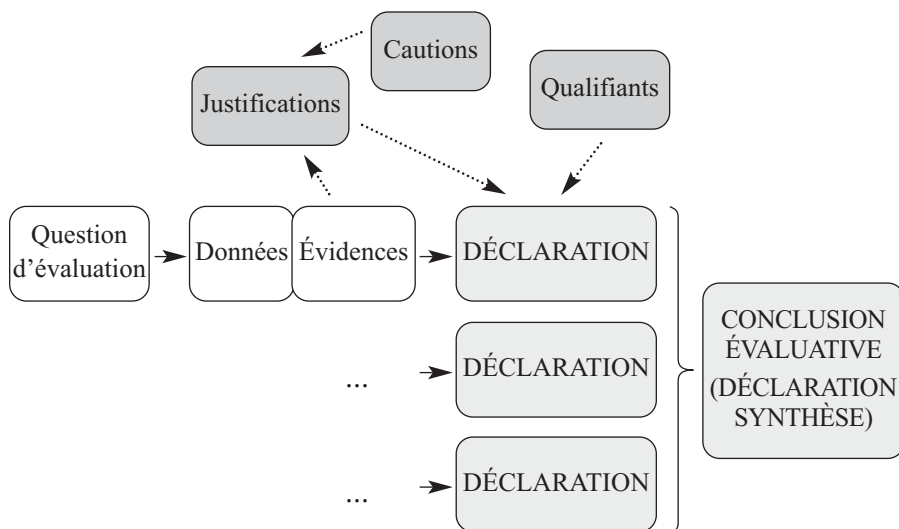 Cautions
Justifications
Qualifiants
Question
d’évaluation
Données
Évidences
DÉCLARATION
...
DÉCLARATION
...
DÉCLARATION
CONCLUSION
ÉVALUATIVE
(DÉCLARATION
SYNTHÈSE)